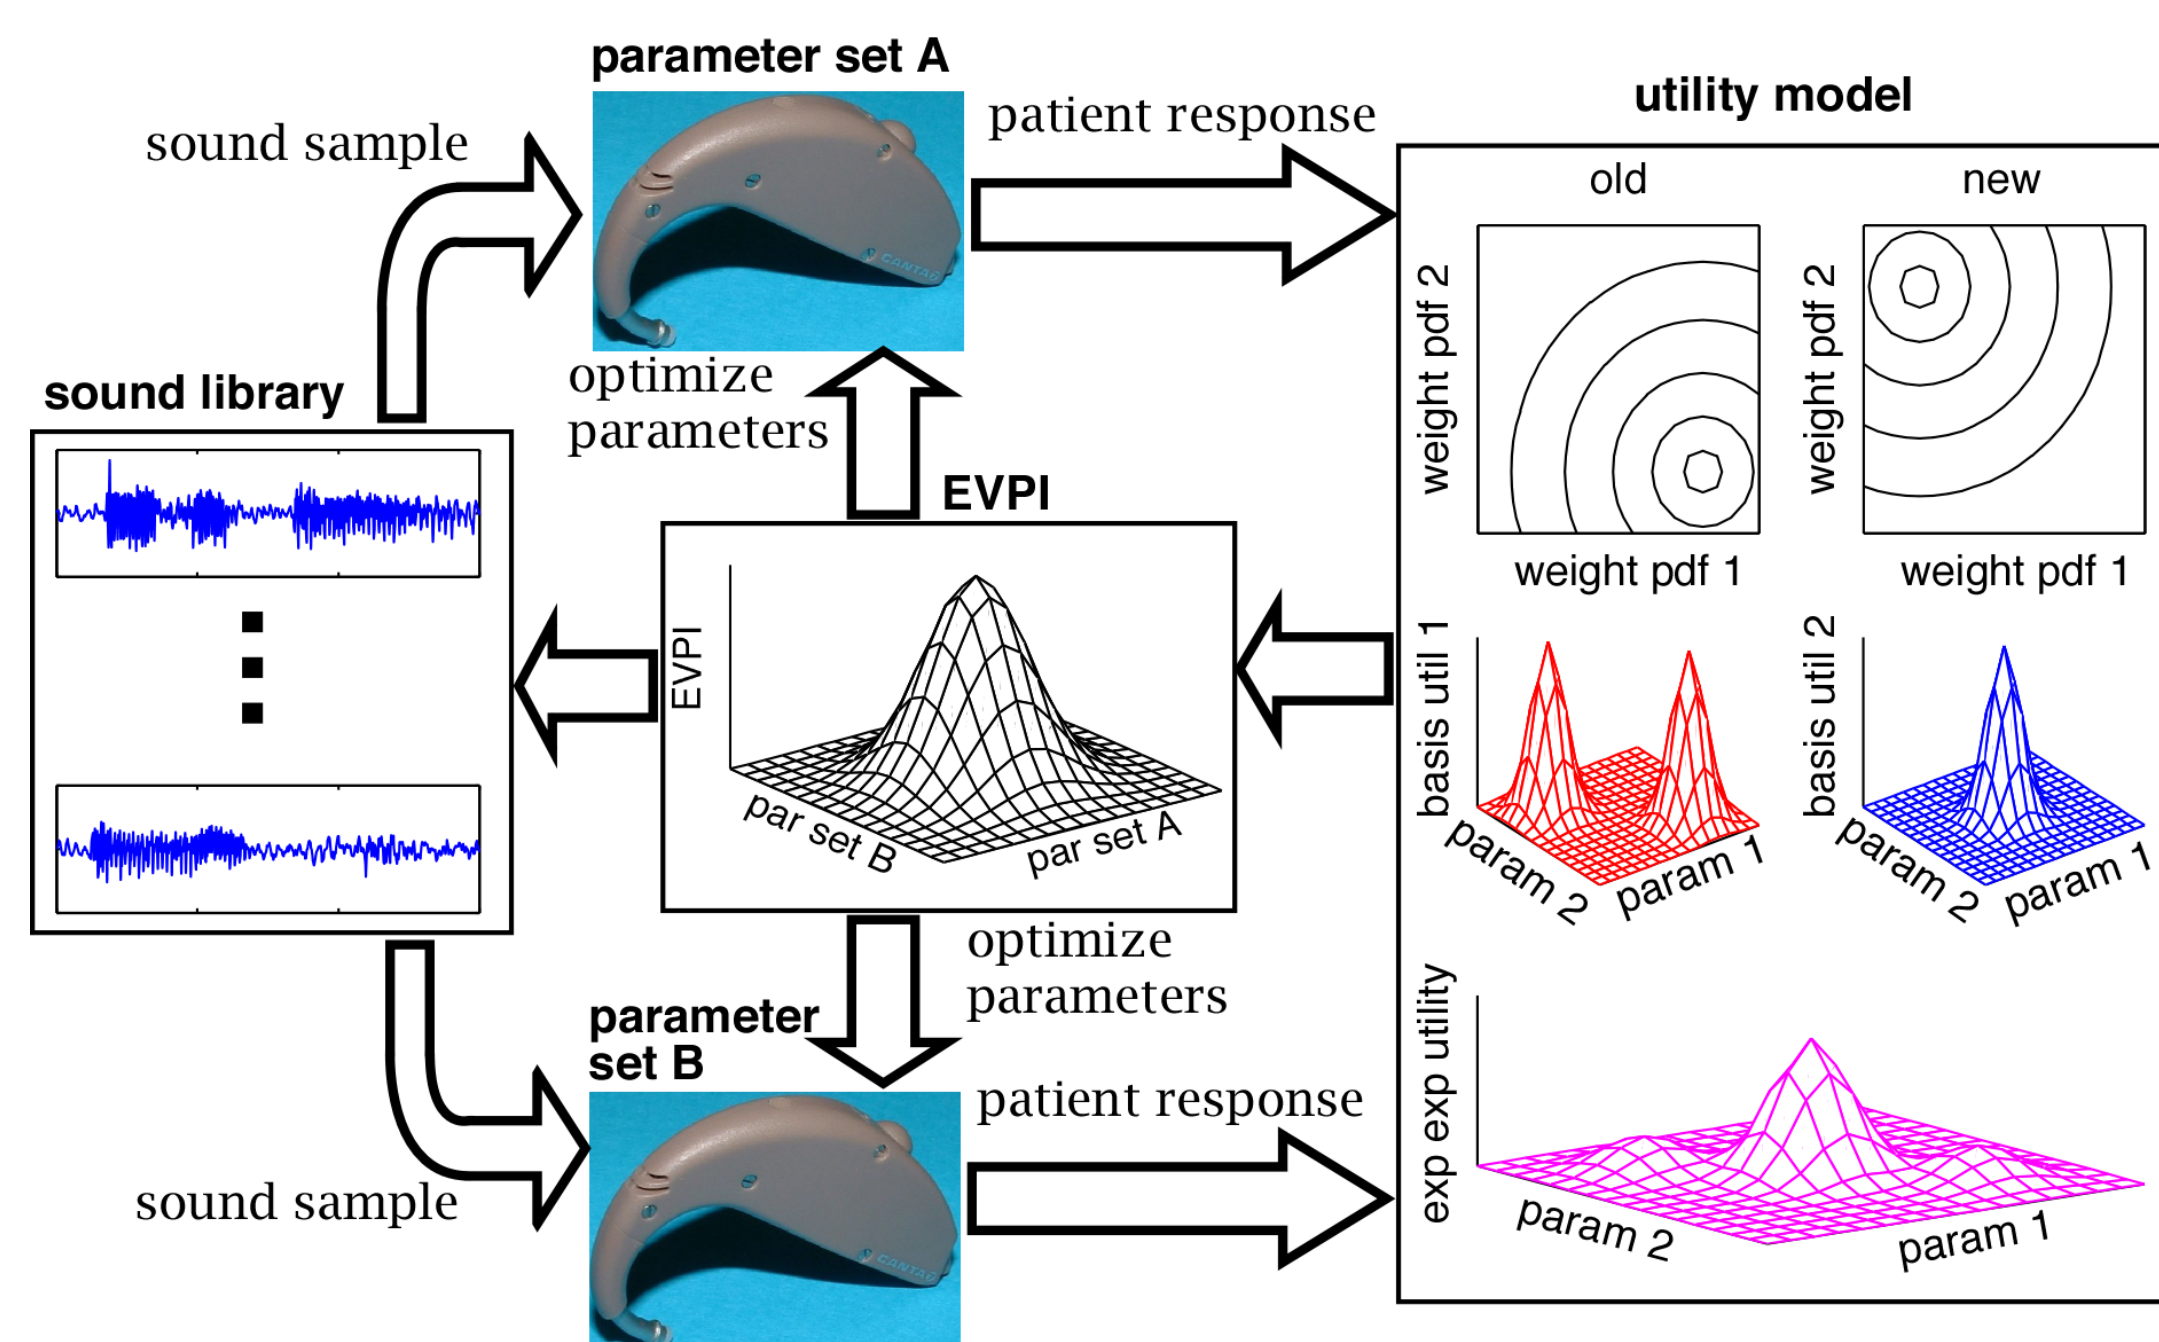 parameter set A
sound sample
patient response
utility model
old
new
CANTA7
weight pdf 2
weight pdf 2
weight pdf 1
weight pdf 1
optimize
parameters
sound library
EVPI
EVPI
par set B
par set A
basis util 1
basis util 2
param 2
param 1
param 2
param 1
optimize
parameters
parameter
set B
exp exp utility
param 2
param 1
patient response
sound sample
CANTA7